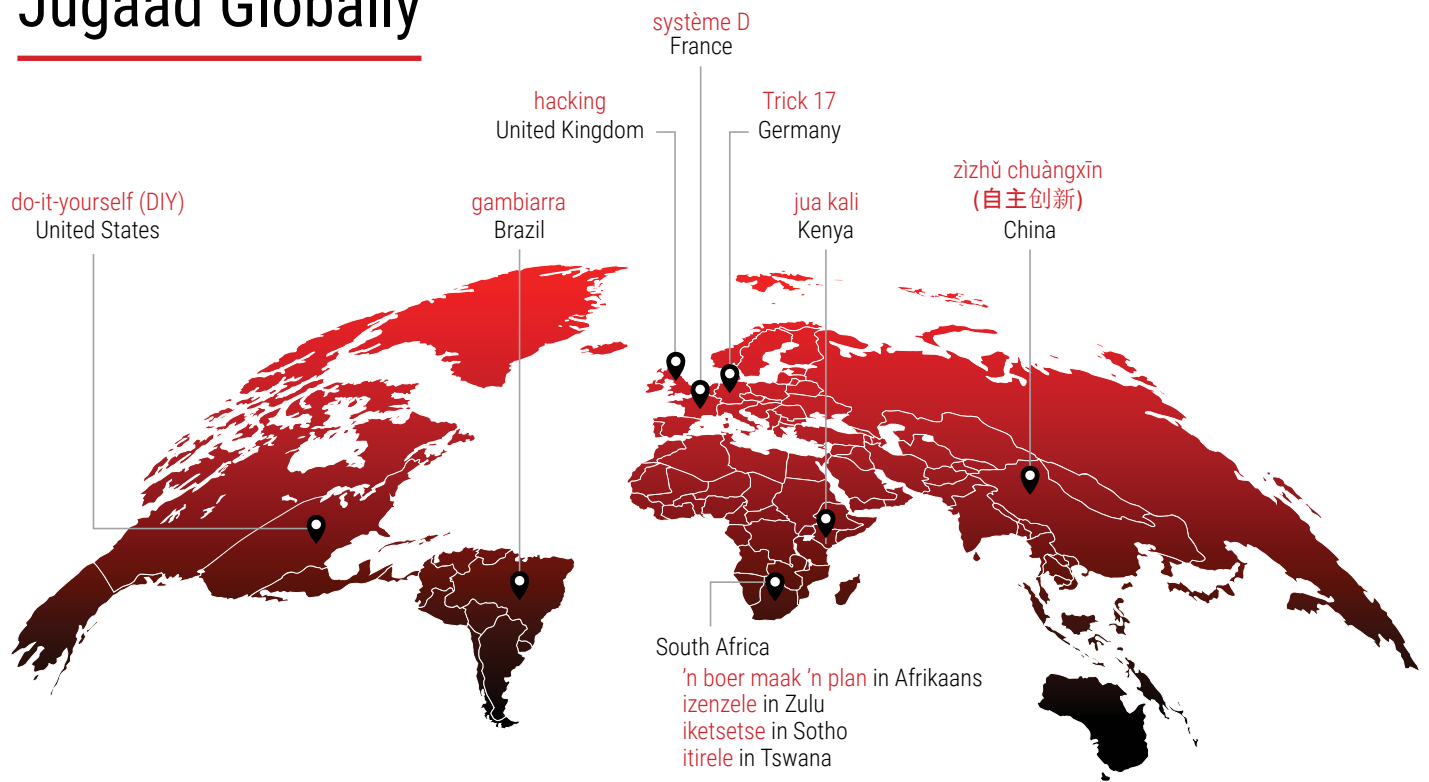 Jugaad Globally
système D
France
hacking
United Kingdom
Trick 17
Germany
do-it-yourself (DIY)
United States
gambiarra
Brazil
jua kali
Kenya
zìzhǔ chuàngxīn
(自主创新)
China
South Africa
’n boer maak ’n plan in Afrikaans
izenzele in Zulu
iketsetse in Sotho
itirele in Tswana